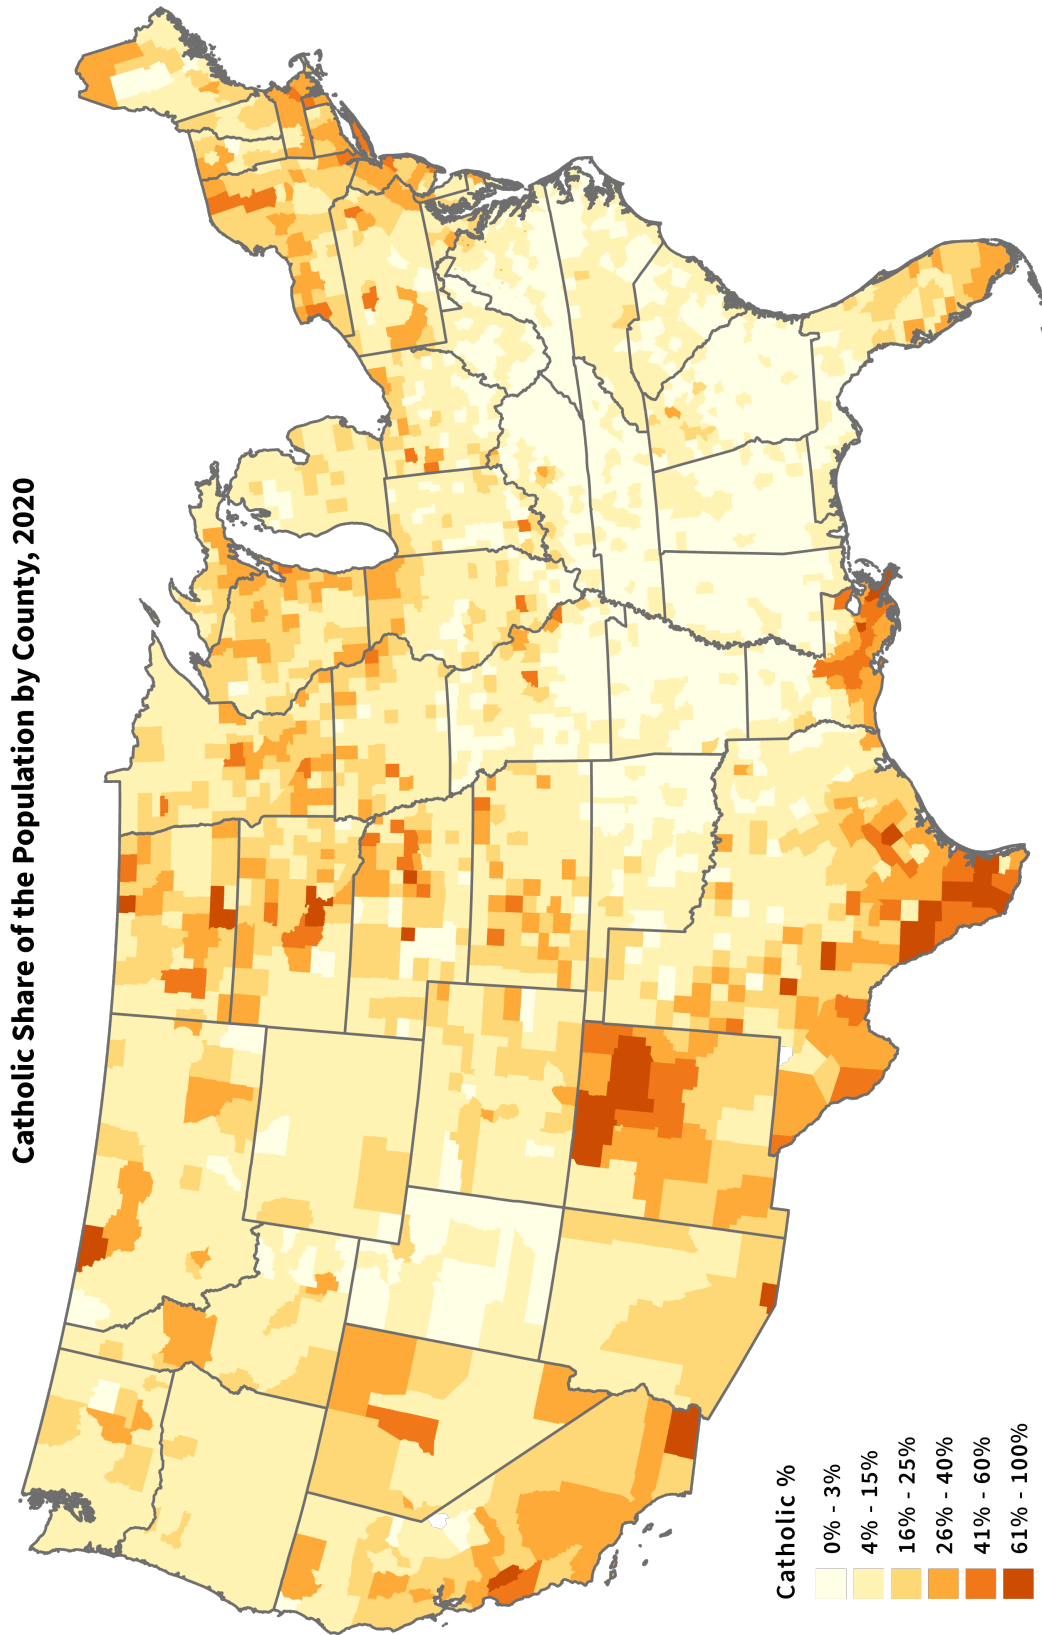 Catholic Share of the Population by County, 2020
Catholic %
0% - 3%
4% - 15%
16% - 25%
26% - 40%
41% - 60%
61% - 100%